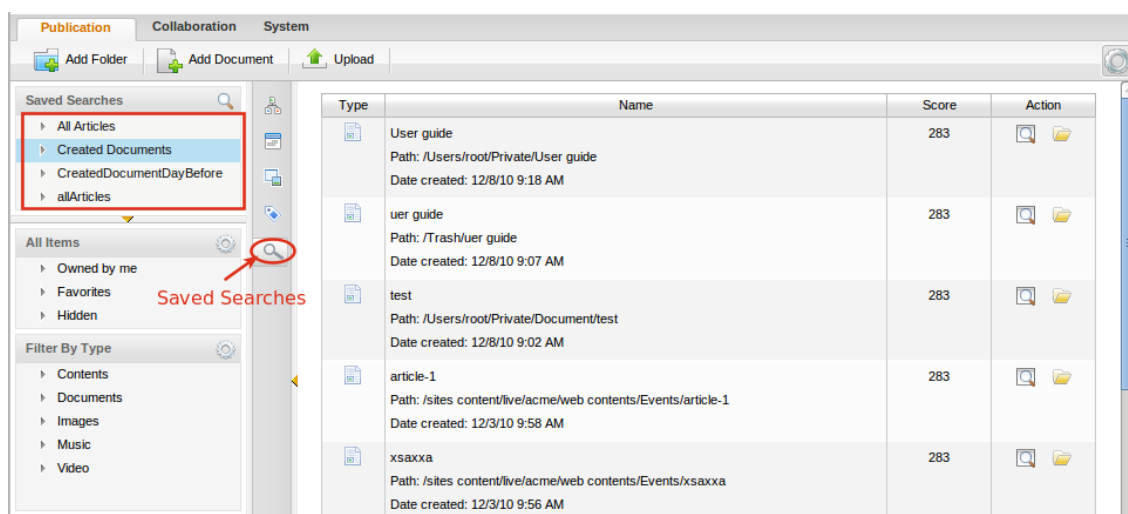 Publication Collaboration System
Add Folder Add Document Upload
Saved Searches
All Articles
Created Documents
CreatedDocumentDayBefore
allArticles
All Items
Owned by me
Favorites
Hidden
Filter By Type
Contents
Documents
Images
Music
Video
Saved Searches
Type Name Score Action
User guide 283
Path: /Users/root/Private/User guide
Date created: 12/8/10 9:18 AM
uer guide 283
Path: /Trash/uer guide
Date created: 12/8/10 9:07 AM
test 283
Path: /Users/root/Private/Document/test
Date created: 12/8/10 9:02 AM
article-1 283
Path: /sites content/live/acme/web contents/Events/article-1
Date created: 12/3/10 9:58 AM
xsaxxa 283
Path: /sites content/live/acme/web contents/Events/xsaxxa
Date created: 12/3/10 9:56 AM